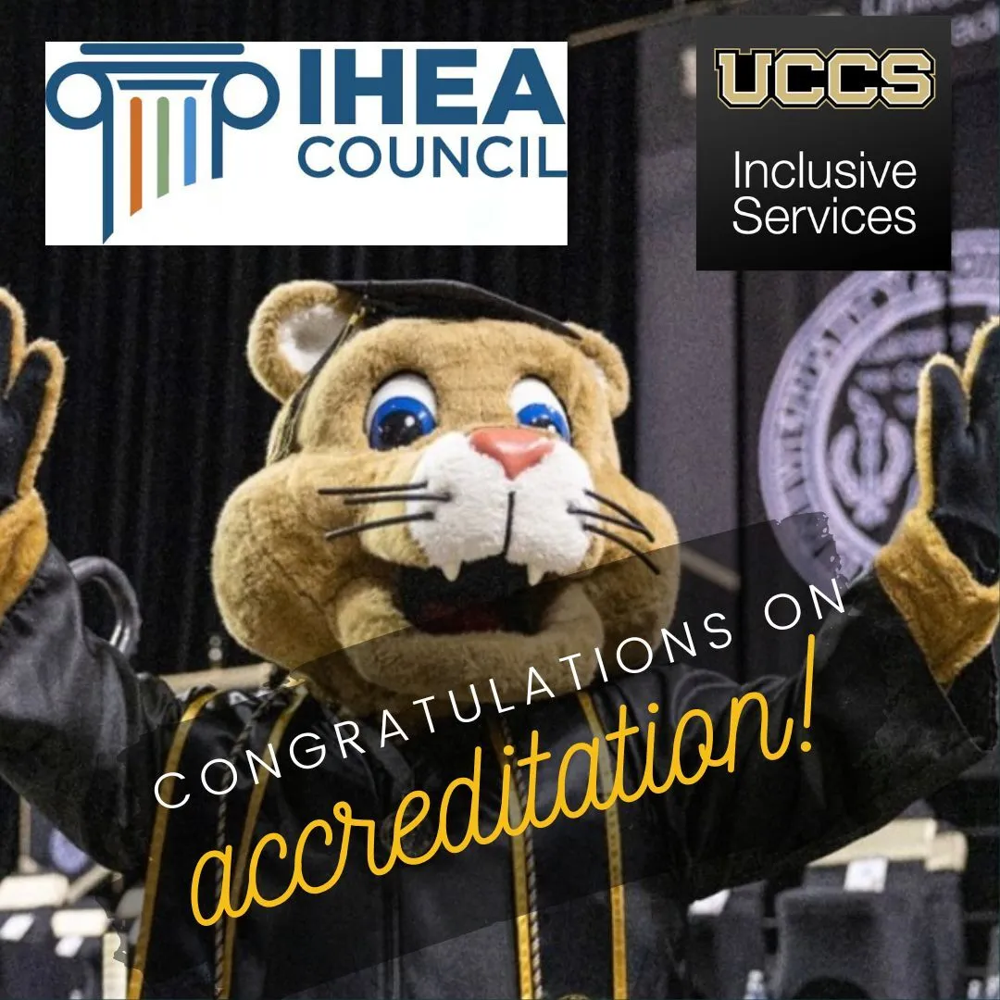 IHEA
COUNCIL
UCCS
Inclusive
Services
CONGRATULATIONS ON
accreditation!